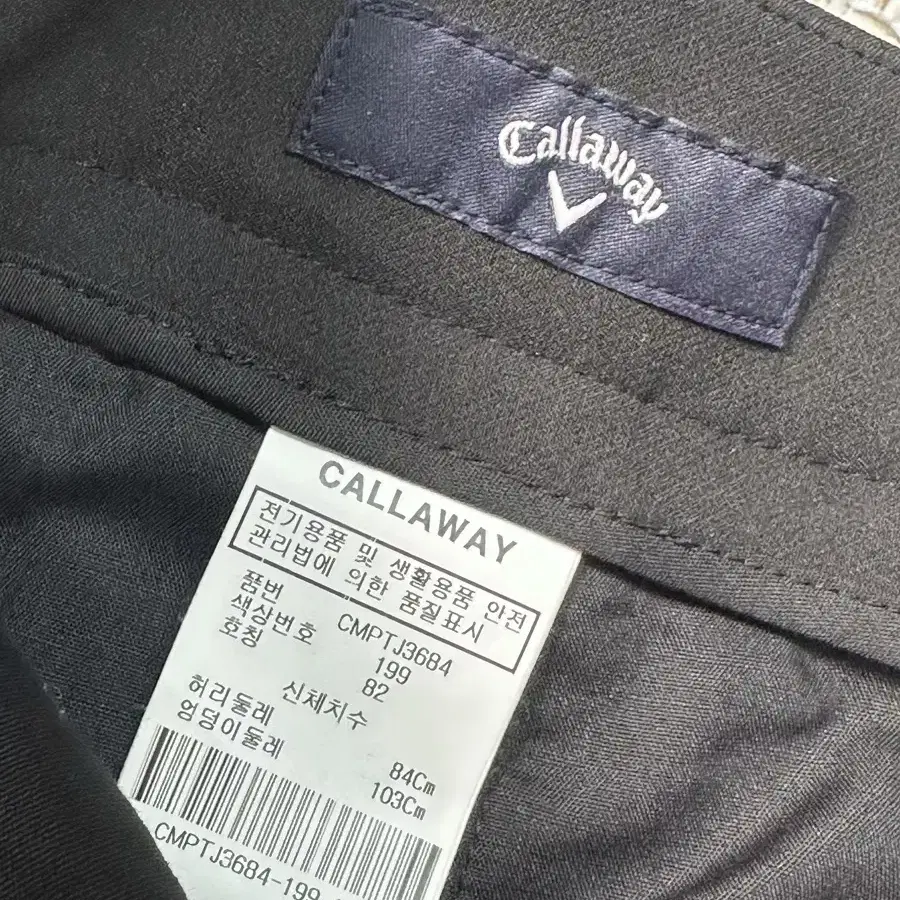 Callaway
CALLAWAY
전기용품 및 생활용품 안전
관리법에 의한 품질표시
품번 CMPTJ3684
색상번호 199
호칭 82
신체치수
허리둘레 84Cm
엉덩이둘레 103Cm
CMPTJ3684-199